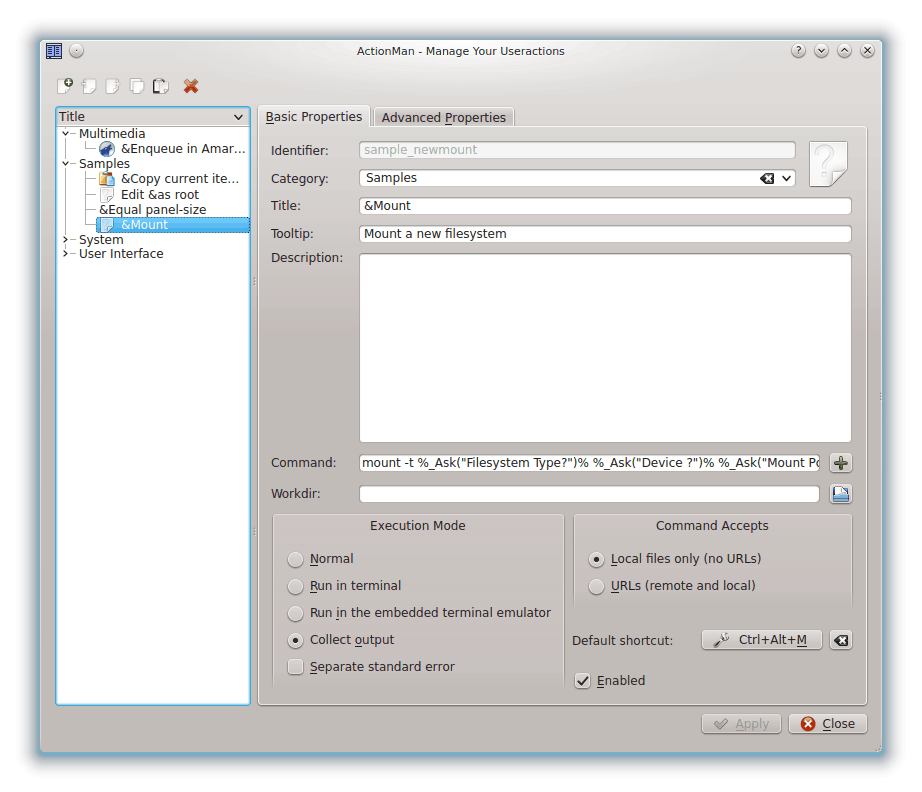 ActionMan - Manage Your Useractions
Title
Multimedia
&Enqueue in Amar...
Samples
&Copy current ite...
Edit &as root
&Equal panel-size
&Mount
System
User Interface
Basic Properties
Advanced Properties
Identifier:
sample_newmount
Category:
Samples
Title:
&Mount
Tooltip:
Mount a new filesystem
Description:
Command:
mount -t %_Ask("Filesystem Type?")% %_Ask("Device ?")% %_Ask("Mount Po
Workdir:
Execution Mode
Normal
Run in terminal
Run in the embedded terminal emulator
Collect output
Separate standard error
Command Accepts
Local files only (no URLs)
URLs (remote and local)
Default shortcut:
Ctrl+Alt+M
Enabled
Apply
Close